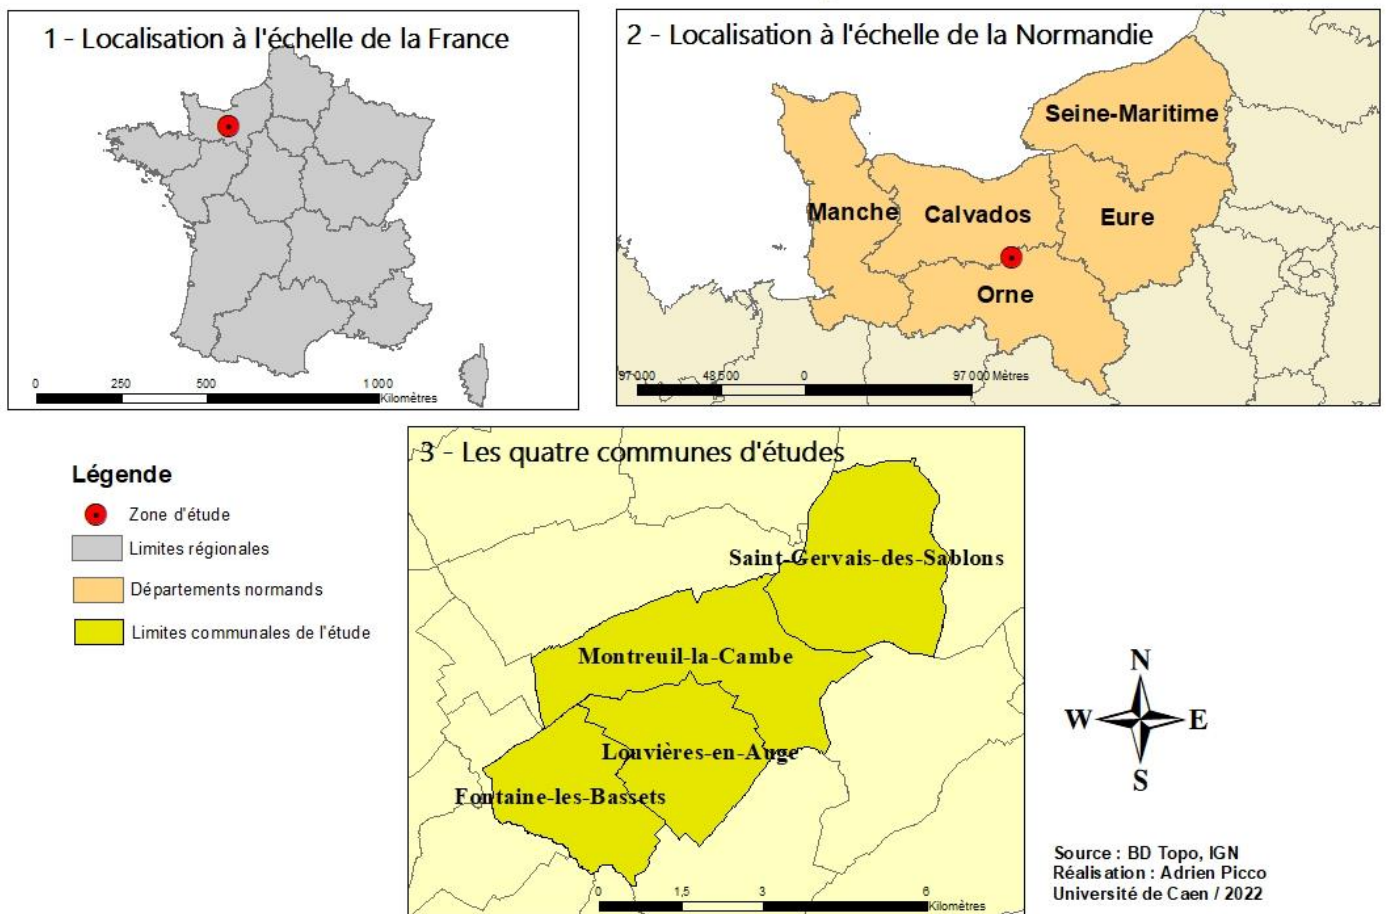 1 - Localisation à l'échelle de la France
0 250 500 1 000
Kilomètres
2 - Localisation à l'échelle de la Normandie
Seine-Maritime
Manche
Calvados
Eure
Orne
97 000 48 500 0 97 000 Mètres
Légende
Zone d'étude
Limites régionales
Départements normands
Limites communales de l'étude
3 - Les quatre communes d'études
Saint-Gervais-des-Sablons
Montreuil-la-Cambe
Louvières-en-Auge
Fontaine-les-Bassets
0 1,5 3 6
Kilomètres
N
W E
S
Source : BD Topo, IGN
Réalisation : Adrien Picco
Université de Caen / 2022